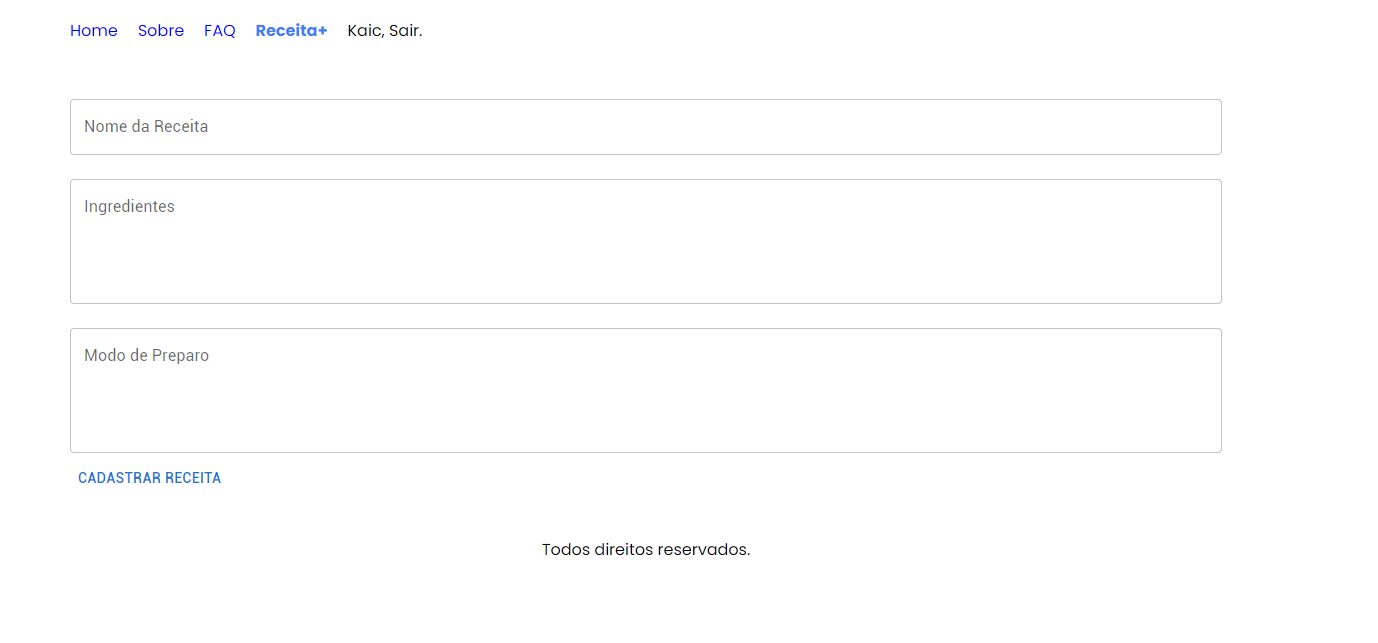 Home Sobre FAQ Receita+ Kaic, Sair.
Nome da Receita
Ingredientes
Modo de Preparo
CADASTRAR RECEITA
Todos direitos reservados.